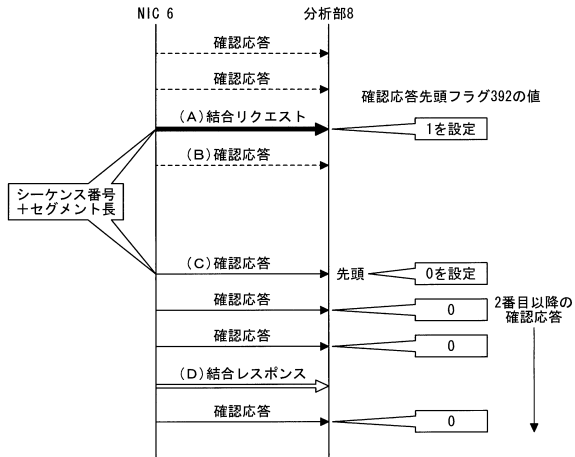 NIC 6
分析部8
確認応答
確認応答
確認応答先頭フラグ392の値
(A)結合リクエスト
1を設定
(B)確認応答
シーケンス番号
+セグメント長
(C)確認応答
先頭
0を設定
確認応答
0
2番目以降の
確認応答
確認応答
0
(D)結合レスポンス
確認応答
0